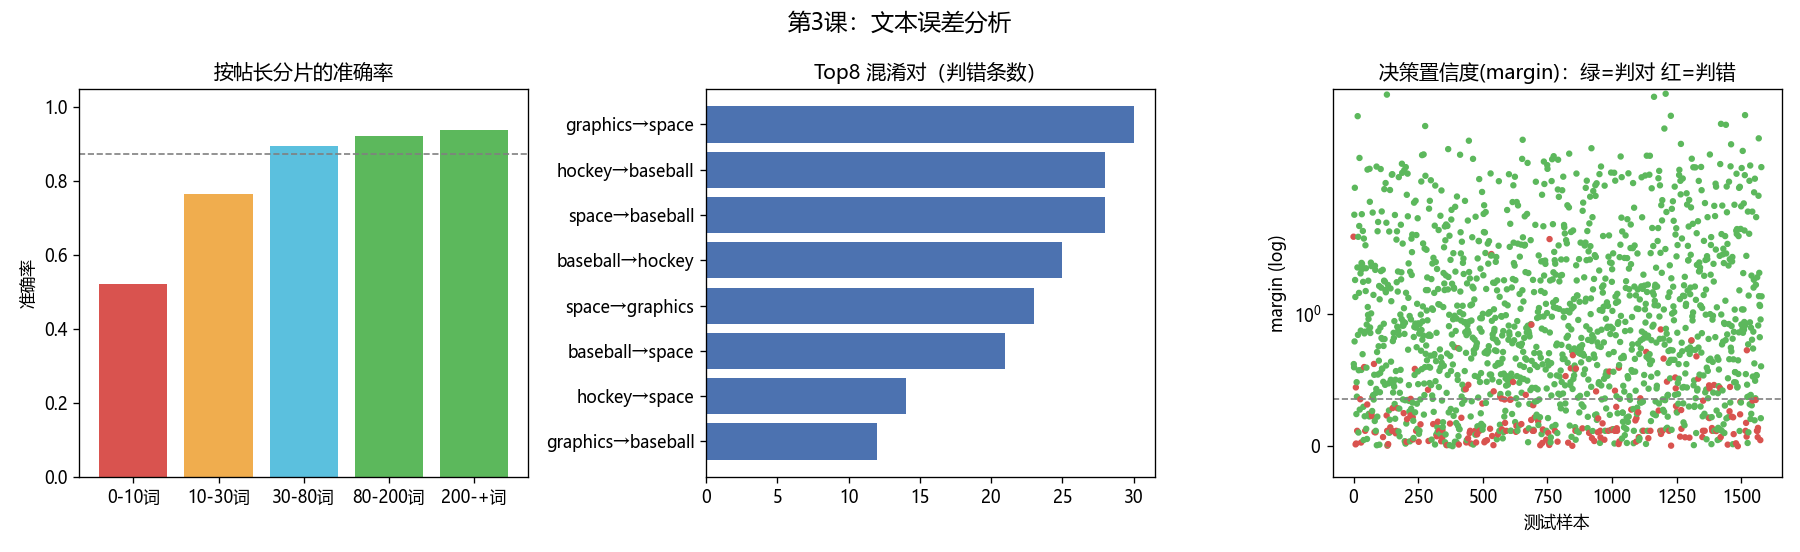 第3课：文本误差分析
按帖长分片的准确率
准确率
1.0
0.8
0.6
0.4
0.2
0.0
0-10词
10-30词
30-80词
80-200词
200-+词
Top8 混淆对（判错条数）
graphics→space
hockey→baseball
space→baseball
baseball→hockey
space→graphics
baseball→space
hockey→space
graphics→baseball
0
5
10
15
20
25
30
决策置信度(margin)：绿=判对 红=判错
margin (log)
10⁰
0
0
250
500
750
1000
1250
1500
测试样本